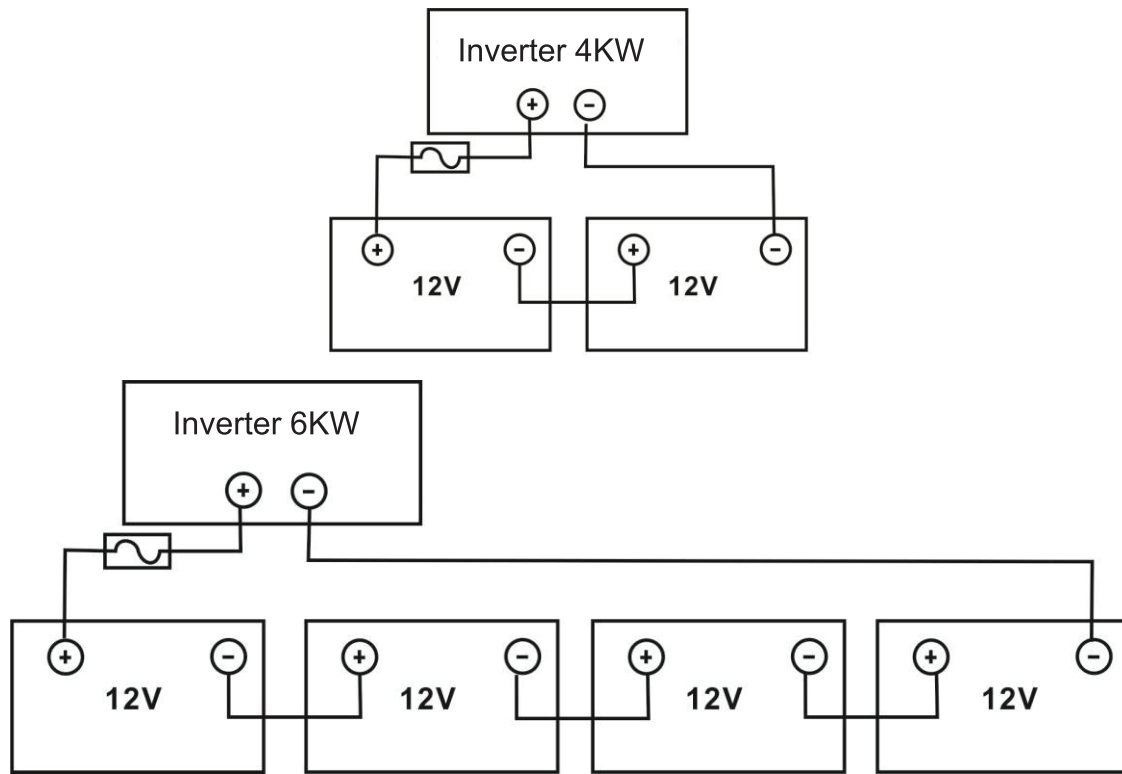 Inverter 4KW
+ -
+ - + -
12V 12V
Inverter 6KW
+ -
+ - + - + - + -
12V 12V 12V 12V